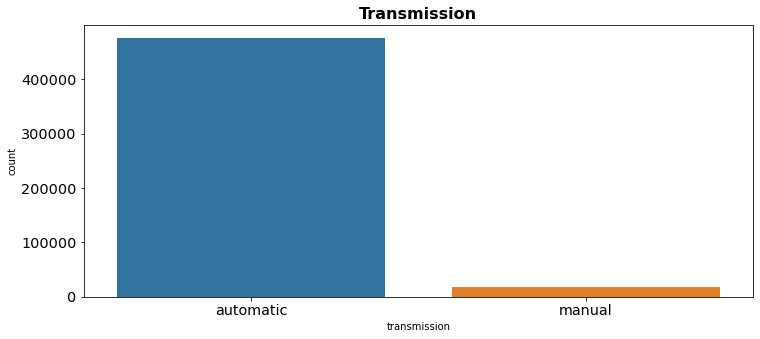 Transmission
count
400000
300000
200000
100000
0
automatic manual
transmission